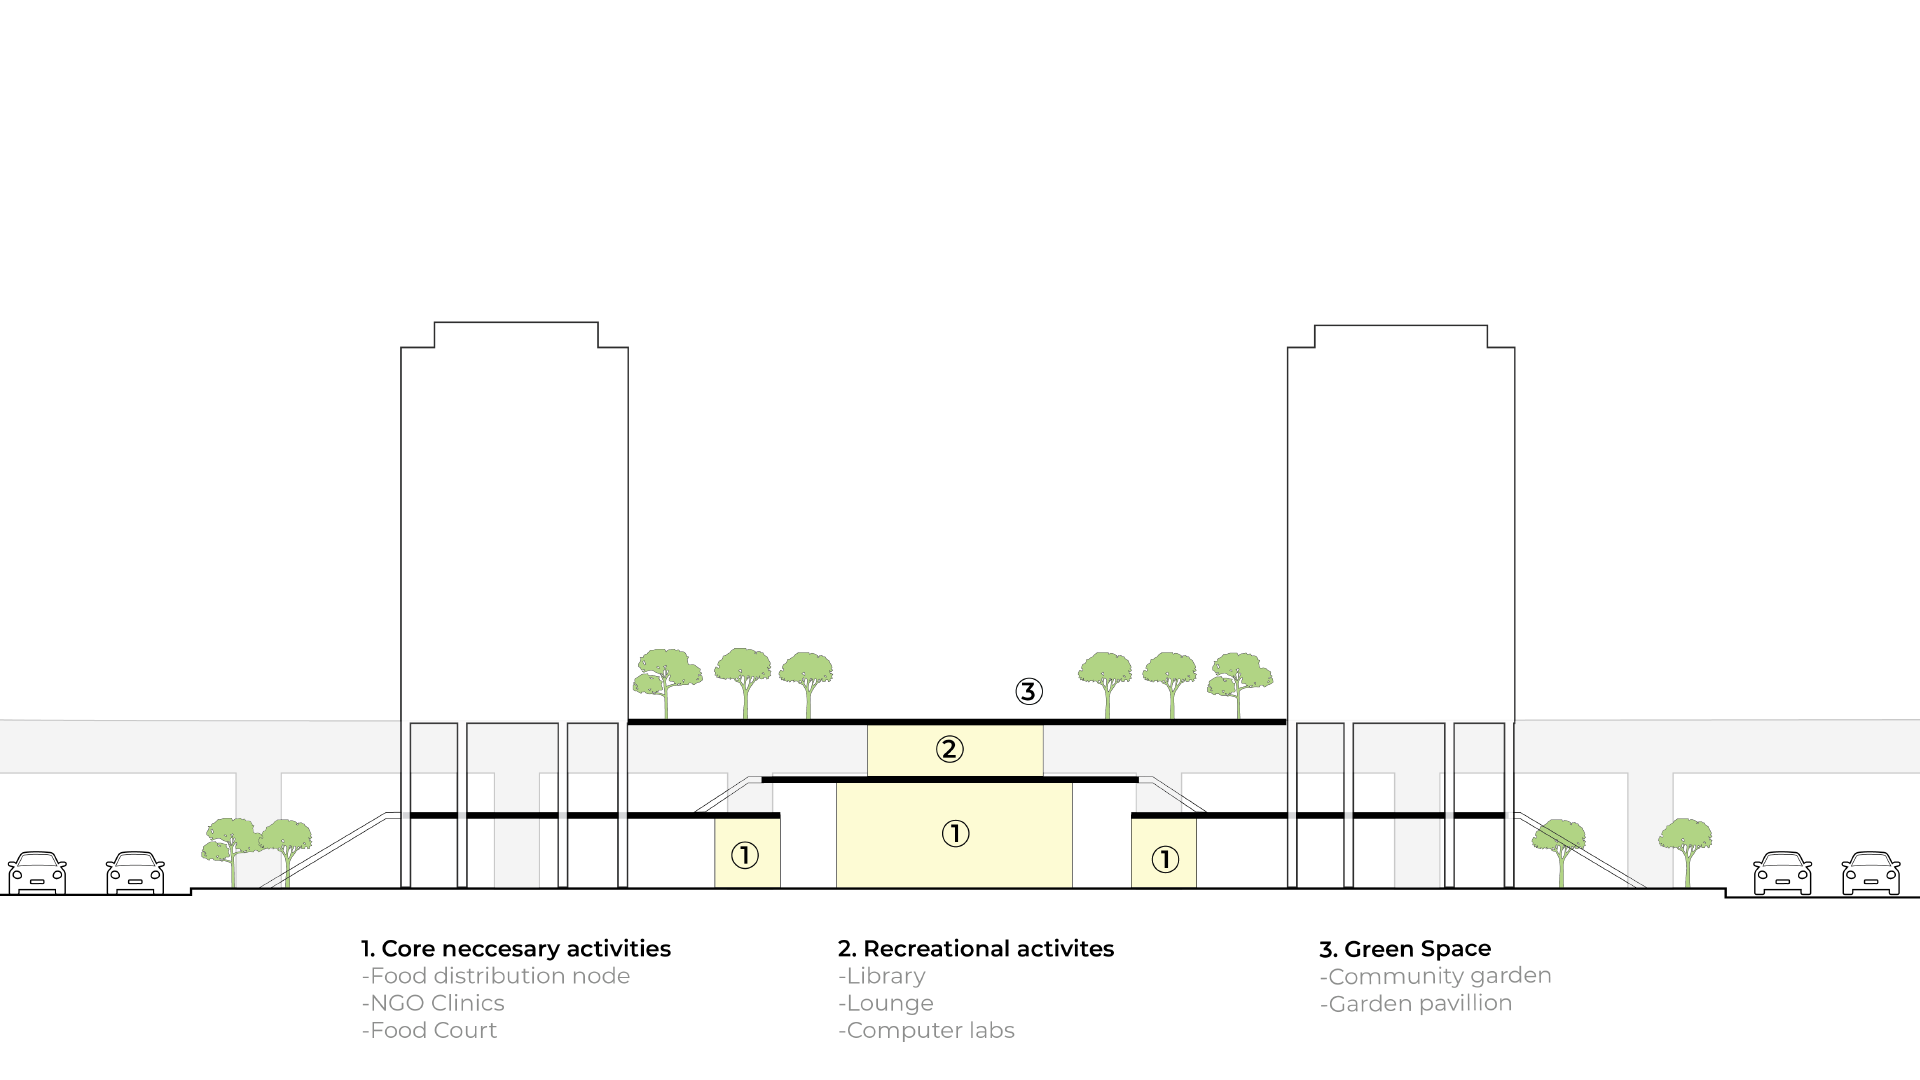 ③
②
①
①
①
1. Core neccesary activities
-Food distribution node
-NGO Clinics
-Food Court
2. Recreational activites
-Library
-Lounge
-Computer labs
3. Green Space
-Community garden
-Garden pavillion